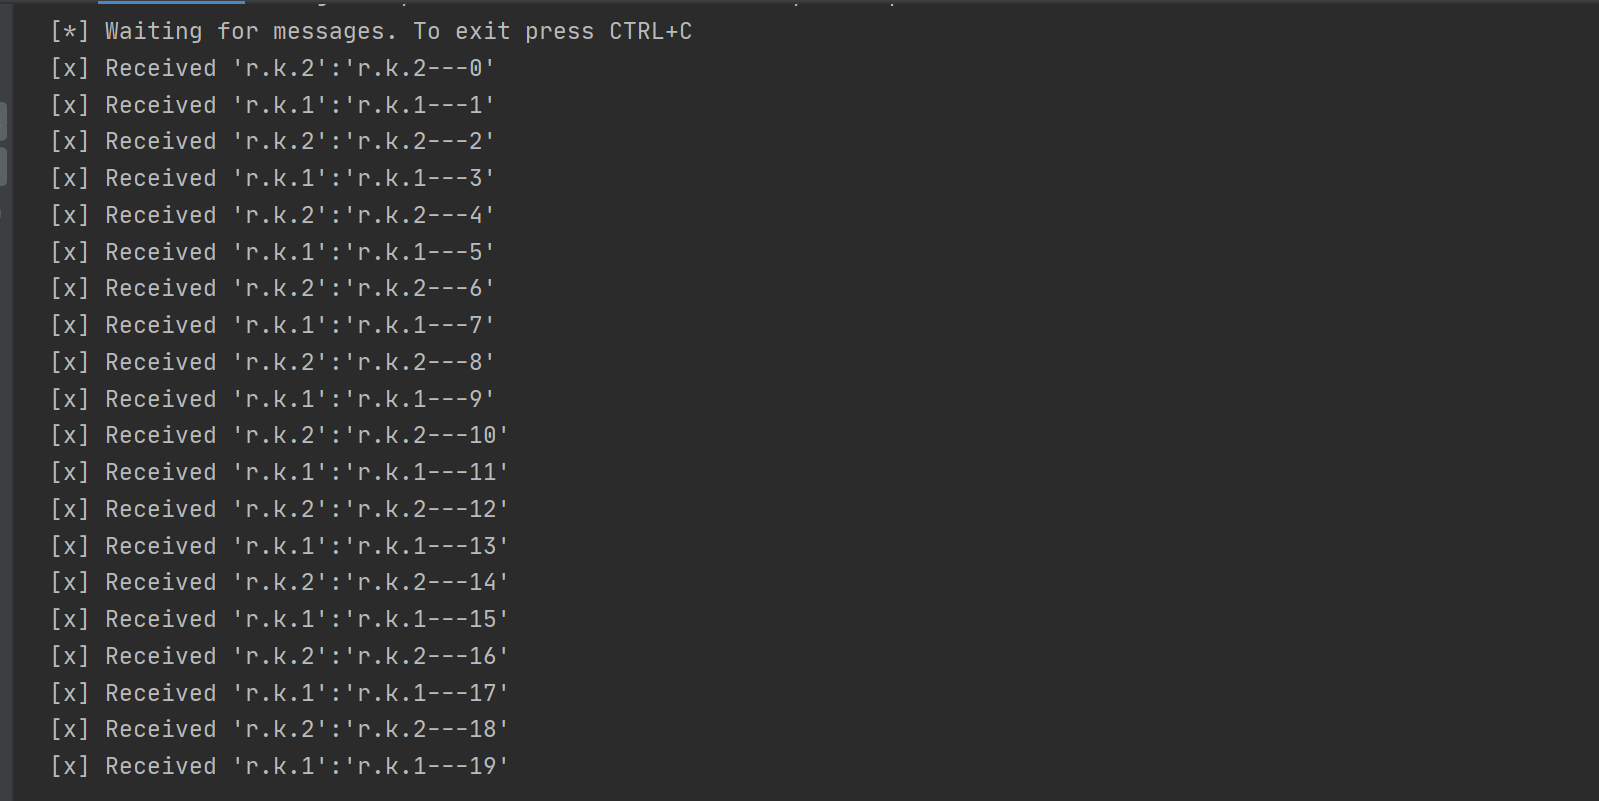 [*] Waiting for messages. To exit press CTRL+C
[x] Received 'r.k.2':'r.k.2---0'
[x] Received 'r.k.1':'r.k.1---1'
[x] Received 'r.k.2':'r.k.2---2'
[x] Received 'r.k.1':'r.k.1---3'
[x] Received 'r.k.2':'r.k.2---4'
[x] Received 'r.k.1':'r.k.1---5'
[x] Received 'r.k.2':'r.k.2---6'
[x] Received 'r.k.1':'r.k.1---7'
[x] Received 'r.k.2':'r.k.2---8'
[x] Received 'r.k.1':'r.k.1---9'
[x] Received 'r.k.2':'r.k.2---10'
[x] Received 'r.k.1':'r.k.1---11'
[x] Received 'r.k.2':'r.k.2---12'
[x] Received 'r.k.1':'r.k.1---13'
[x] Received 'r.k.2':'r.k.2---14'
[x] Received 'r.k.1':'r.k.1---15'
[x] Received 'r.k.2':'r.k.2---16'
[x] Received 'r.k.1':'r.k.1---17'
[x] Received 'r.k.2':'r.k.2---18'
[x] Received 'r.k.1':'r.k.1---19'